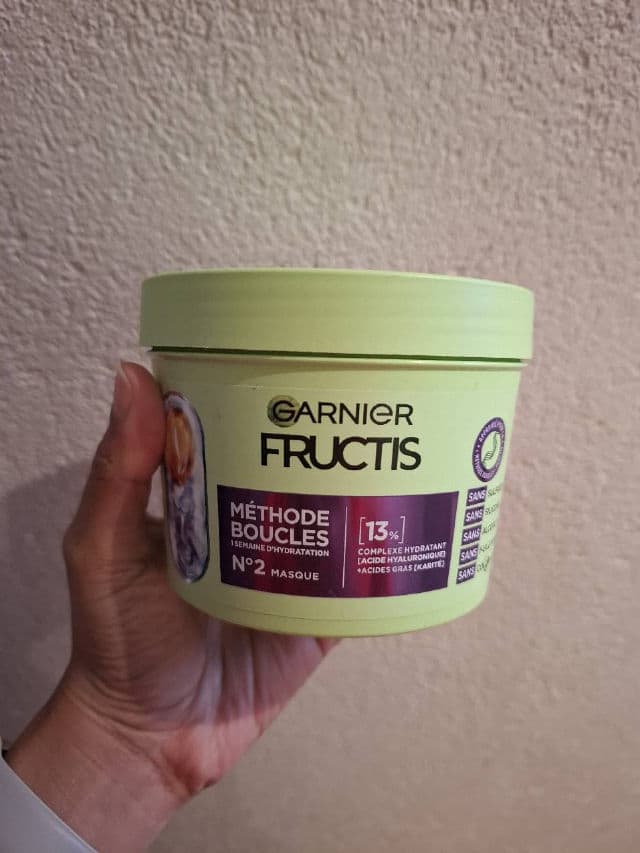 GARNIER
FRUCTIS
MÉTHODE
BOUCLES
1 SEMAINE D'HYDRATATION
N°2 MASQUE
[13%]
COMPLEXE HYDRATANT
[ACIDE HYALURONIQUE]
+ACIDES GRAS [KARITÉ]
SANS
SANS
SANS
SANS
SANS